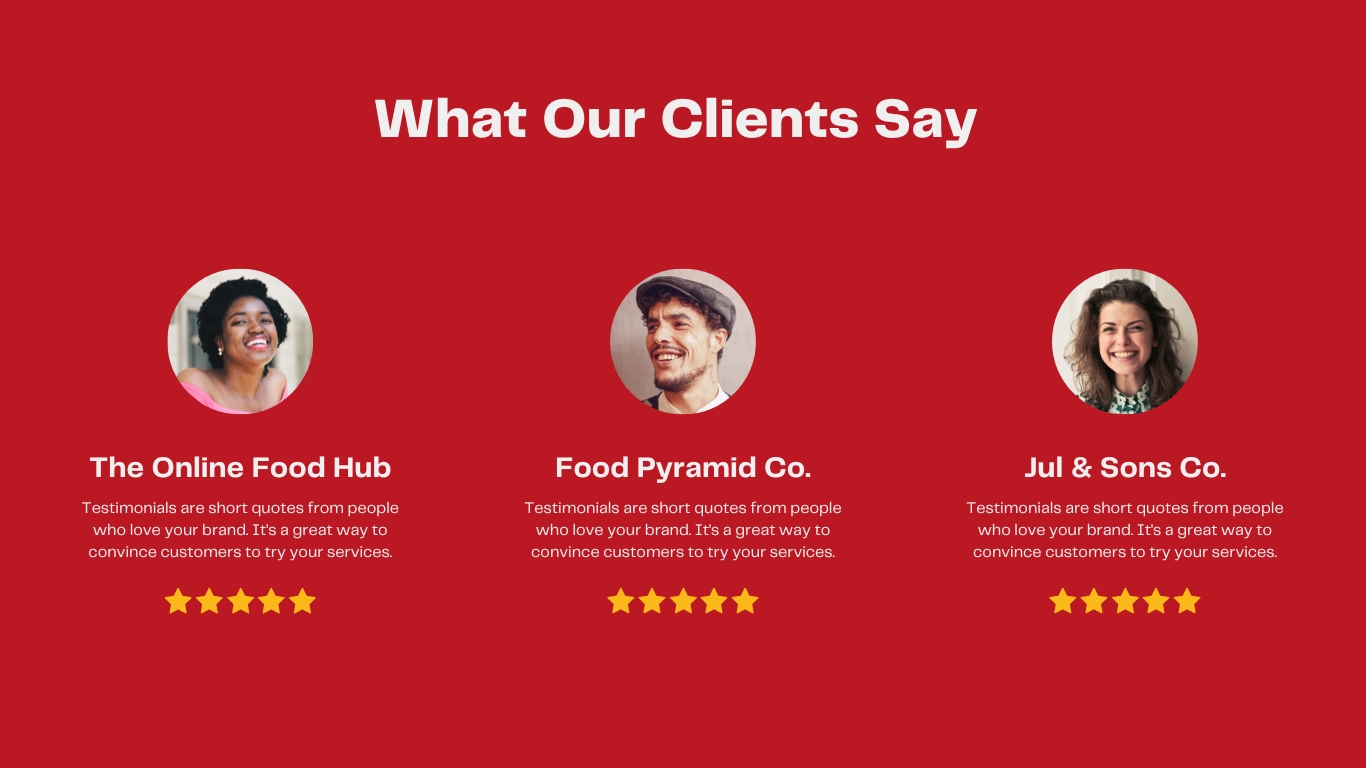 What Our Clients Say
The Online Food Hub
Testimonials are short quotes from people
who love your brand. It's a great way to
convince customers to try your services.
Food Pyramid Co.
Testimonials are short quotes from people
who love your brand. It's a great way to
convince customers to try your services.
Jul & Sons Co.
Testimonials are short quotes from people
who love your brand. It's a great way to
convince customers to try your services.